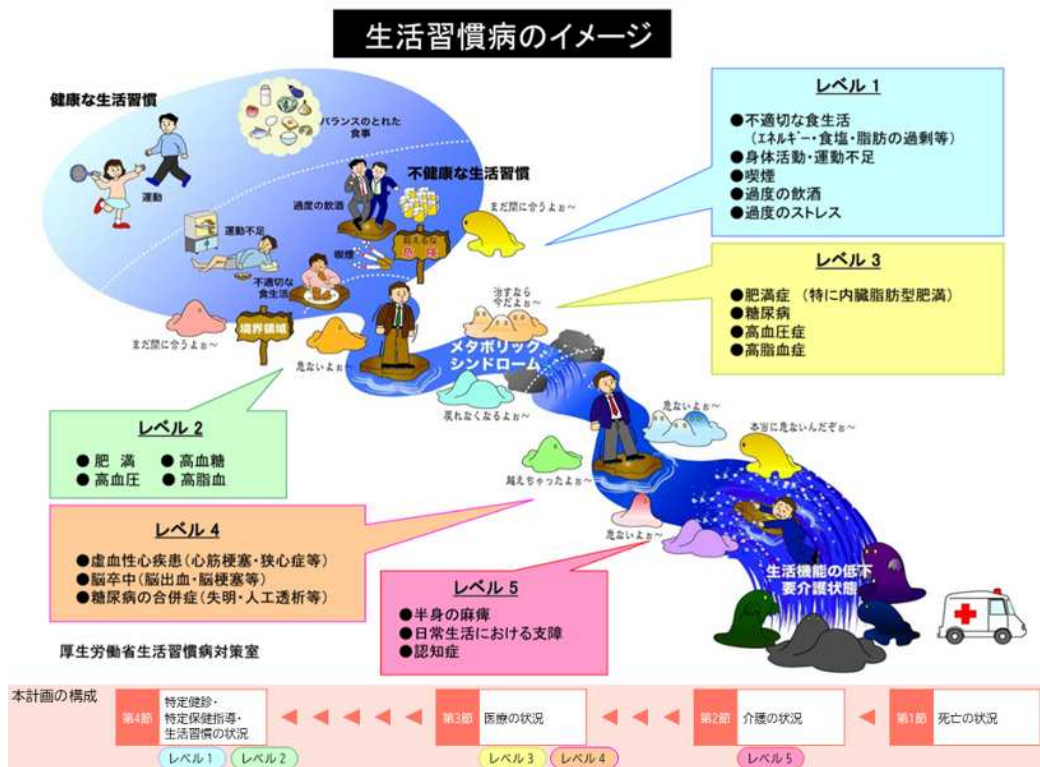 生活習慣病のイメージ
健康な生活習慣
バランスのとれた
食事
運動
不健康な生活習慣
過度の飲酒
まだ間に合うよぉ～
運動不足
喫煙
越えるな
危険
不適切な
食生活
境界領域
まだ間に合うよぉ～
危ないよぉ～
治すなら
今だよぉ～
メタボリック
シンドローム
戻れなくなるよぉ～
危ないよぉ～
本当に危ないんだぞぉ～
越えちゃったよぉ～
危ないよぉ～
生活機能の低下
要介護状態
レベル 1
●不適切な食生活
（エネルギー・食塩・脂肪の過剰等）
●身体活動・運動不足
●喫煙
●過度の飲酒
●過度のストレス
レベル 3
●肥満症 （特に内臓脂肪型肥満）
●糖尿病
●高血圧症
●高脂血症
レベル 2
● 肥 満 ● 高血糖
● 高血圧 ● 高脂血
レベル 4
●虚血性心疾患（心筋梗塞・狭心症等）
●脳卒中（脳出血・脳梗塞等）
●糖尿病の合併症（失明・人工透析等）
レベル 5
●半身の麻痺
●日常生活における支障
●認知症
厚生労働省生活習慣病対策室
本計画の構成
第4節 特定健診・
特定保健指導・
生活習慣の状況
第3節 医療の状況
第2節 介護の状況
第1節 死亡の状況
レベル 1 レベル 2 レベル 3 レベル 4 レベル 5